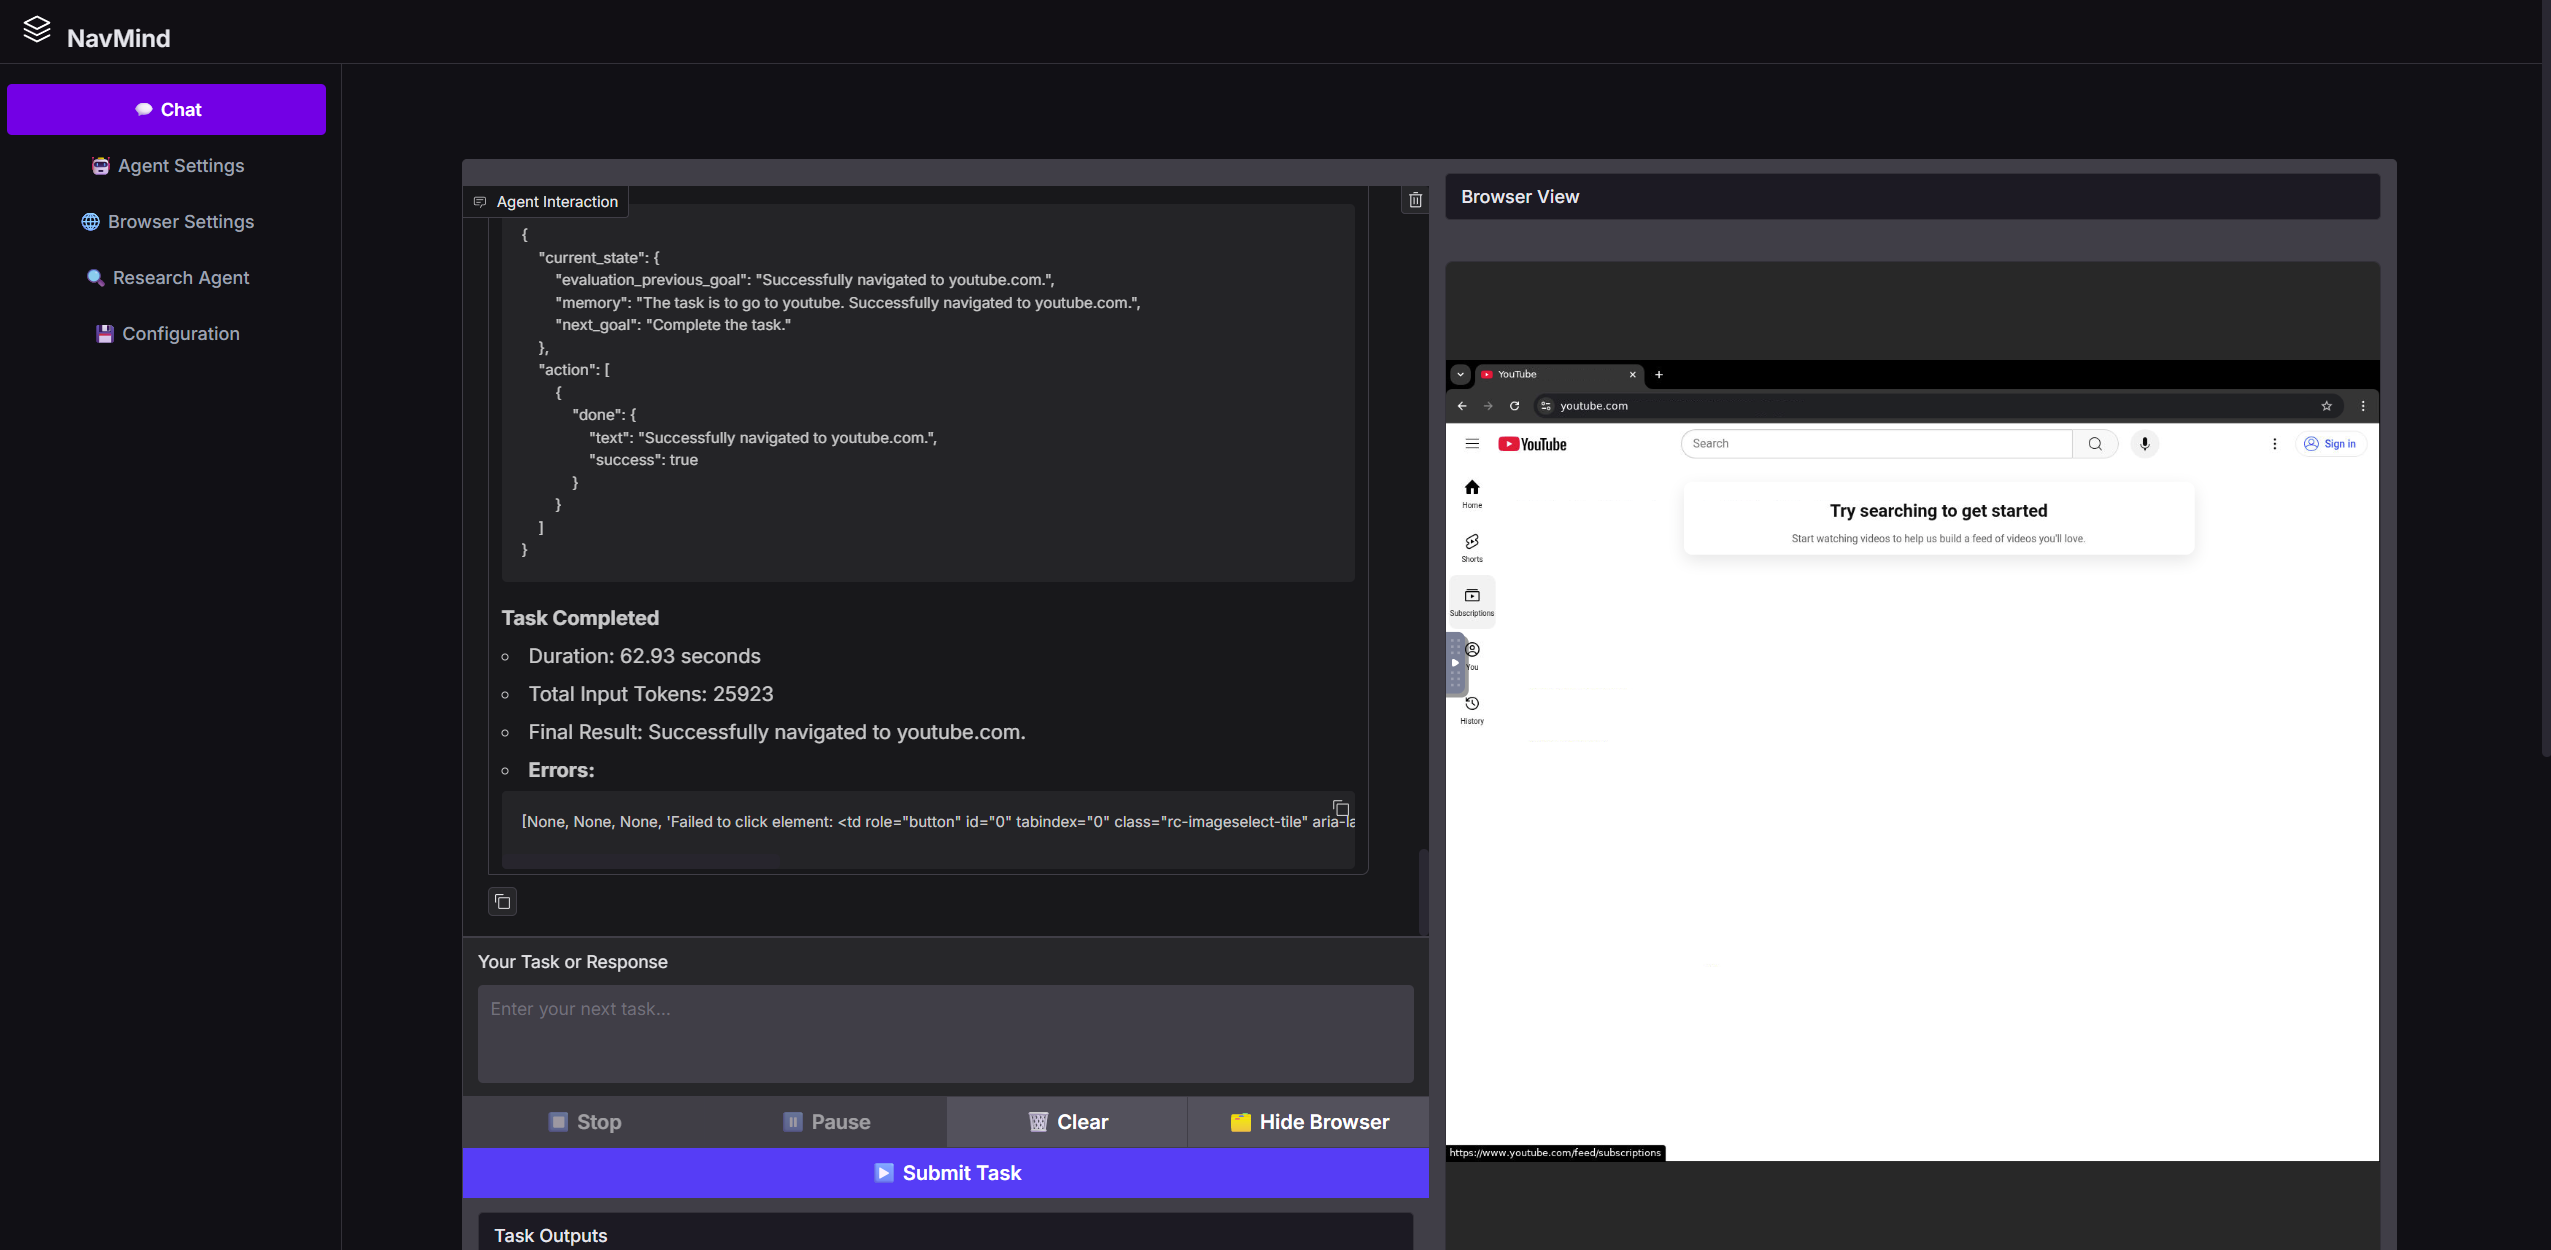 NavMind
Chat
Agent Settings
Browser Settings
Research Agent
Configuration
Agent Interaction
{
"current_state": {
"evaluation_previous_goal": "Successfully navigated to youtube.com.",
"memory": "The task is to go to youtube. Successfully navigated to youtube.com.",
"next_goal": "Complete the task."
},
"action": [
{
"done": {
"text": "Successfully navigated to youtube.com.",
"success": true
}
}
]
}
Task Completed
Duration: 62.93 seconds
Total Input Tokens: 25923
Final Result: Successfully navigated to youtube.com.
Errors:
[None, None, None, 'Failed to click element: <td role="button" id="0" tabindex="0" class="rc-imageselect-tile" aria-la
Your Task or Response
Enter your next task...
Stop
Pause
Clear
Hide Browser
Submit Task
Task Outputs
Browser View
YouTube
youtube.com
YouTube
Search
Sign in
Home
Shorts
Subscriptions
You
History
Try searching to get started
Start watching videos to help us build a feed of videos you'll love.
https://www.youtube.com/feed/subscriptions